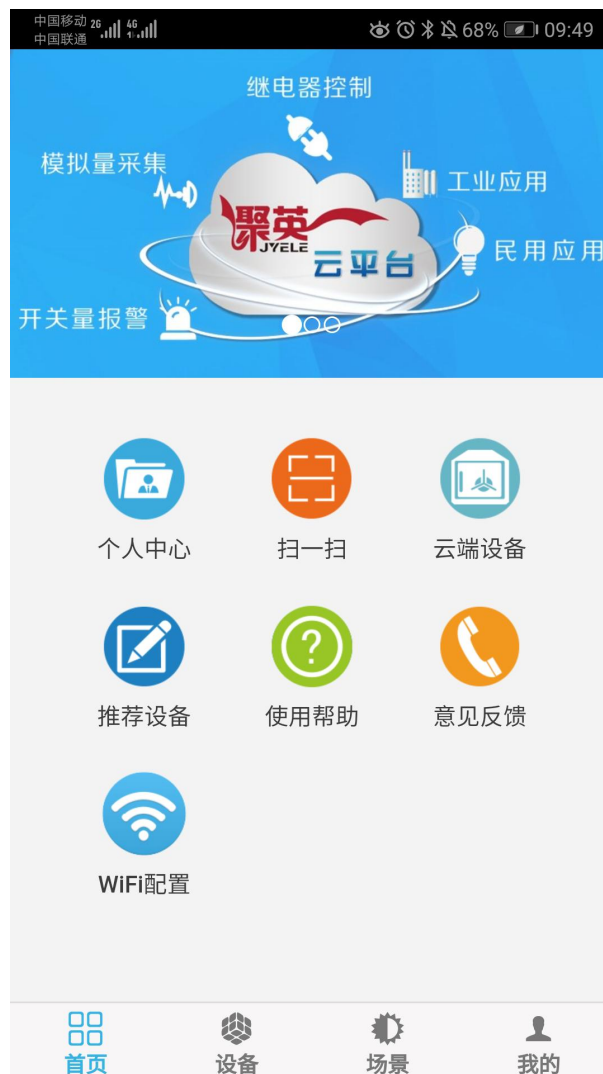 中国移动 2G 4G
中国联通
68% 09:49
继电器控制
模拟量采集
工业应用
聚英
JYELE
云平台
民用应用
开关量报警
个人中心 扫一扫 云端设备
推荐设备 使用帮助 意见反馈
WiFi配置
首页 设备 场景 我的